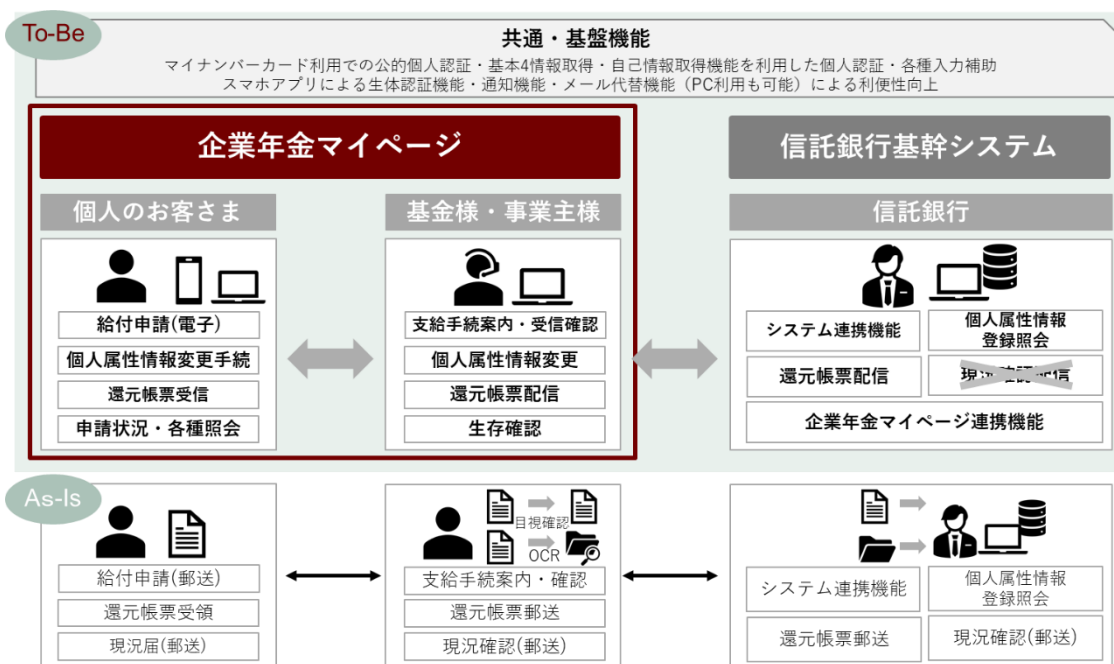 To-Be
共通・基盤機能
マイナンバーカード利用での公的個人認証・基本4情報取得・自己情報取得機能を利用した個人認証・各種入力補助
スマホアプリによる生体認証機能・通知機能・メール代替機能（PC利用も可能）による利便性向上
企業年金マイページ
信託銀行基幹システム
個人のお客さま
基金様・事業主様
信託銀行
給付申請(電子)
個人属性情報変更手続
還元帳票受信
申請状況・各種照会
支給手続案内・受信確認
個人属性情報変更
還元帳票配信
生存確認
システム連携機能
個人属性情報
登録照会
還元帳票配信
現況確認配信
企業年金マイページ連携機能
As-Is
給付申請(郵送)
還元帳票受領
現況届(郵送)
目視確認
OCR
支給手続案内・確認
還元帳票郵送
現況確認(郵送)
システム連携機能
個人属性情報
登録照会
還元帳票郵送
現況確認(郵送)